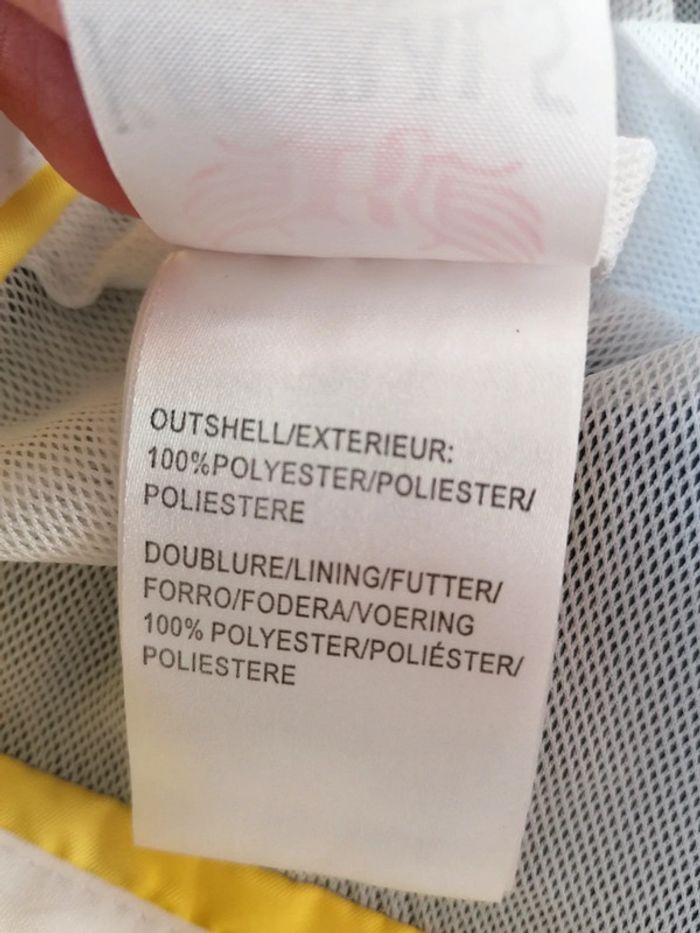 OUTSHELL/EXTERIEUR:
100%POLYESTER/POLIESTER/
POLIESTERE
DOUBLURE/LINING/FUTTER/
FORRO/FODERA/VOERING
100% POLYESTER/POLIÉSTER/
POLIESTERE